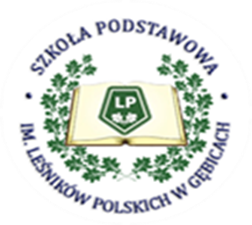 SZKOŁA PODSTAWOWA
LP
IM. LEŚNIKÓW POLSKICH W GĘBICACH